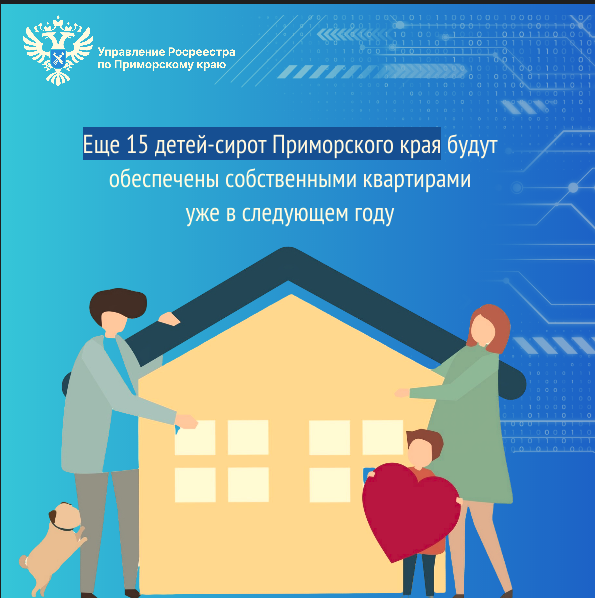 Управление Росреестра
по Приморскому краю
Еще 15 детей-сирот Приморского края будут
обеспечены собственными квартирами
уже в следующем году